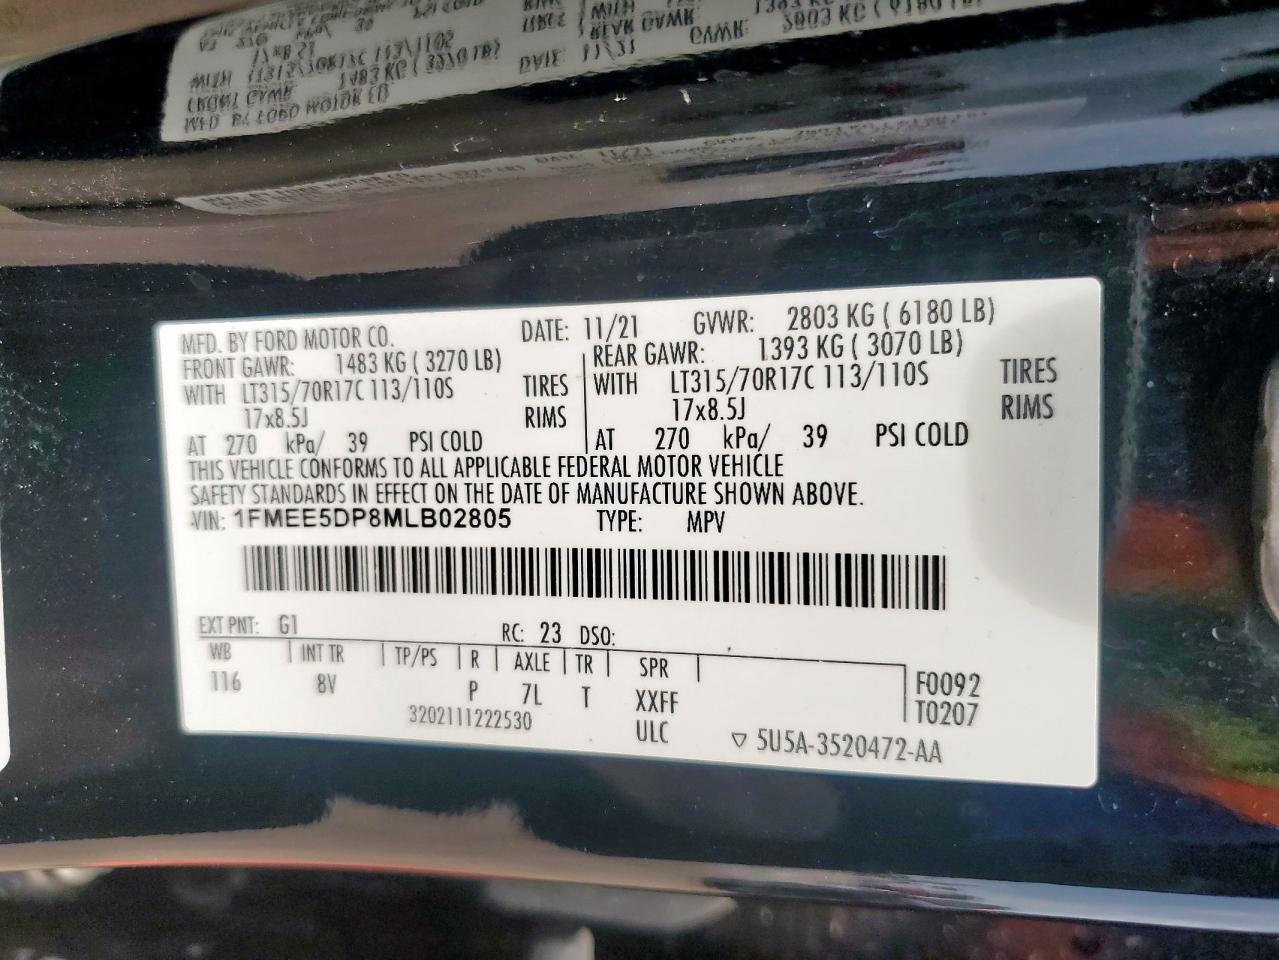 MFD. BY FORD MOTOR CO. DATE: 11/21 GVWR: 2803 KG ( 6180 LB)
FRONT GAWR: 1483 KG ( 3270 LB) REAR GAWR: 1393 KG ( 3070 LB)
WITH LT315/70R17C 113/110S TIRES WITH LT315/70R17C 113/110S TIRES
17x8.5J RIMS 17x8.5J RIMS
AT 270 kPa/ 39 PSI COLD AT 270 kPa/ 39 PSI COLD
THIS VEHICLE CONFORMS TO ALL APPLICABLE FEDERAL MOTOR VEHICLE
SAFETY STANDARDS IN EFFECT ON THE DATE OF MANUFACTURE SHOWN ABOVE.
VIN: 1FMEE5DP8MLB02805 TYPE: MPV
EXT PNT: G1 RC: 23 DSO:
WB INT TR TP/PS R AXLE TR SPR
116 8V P 7L T XXFF F0092
3202111222530 ULC T0207
▽ 5U5A-3520472-AA